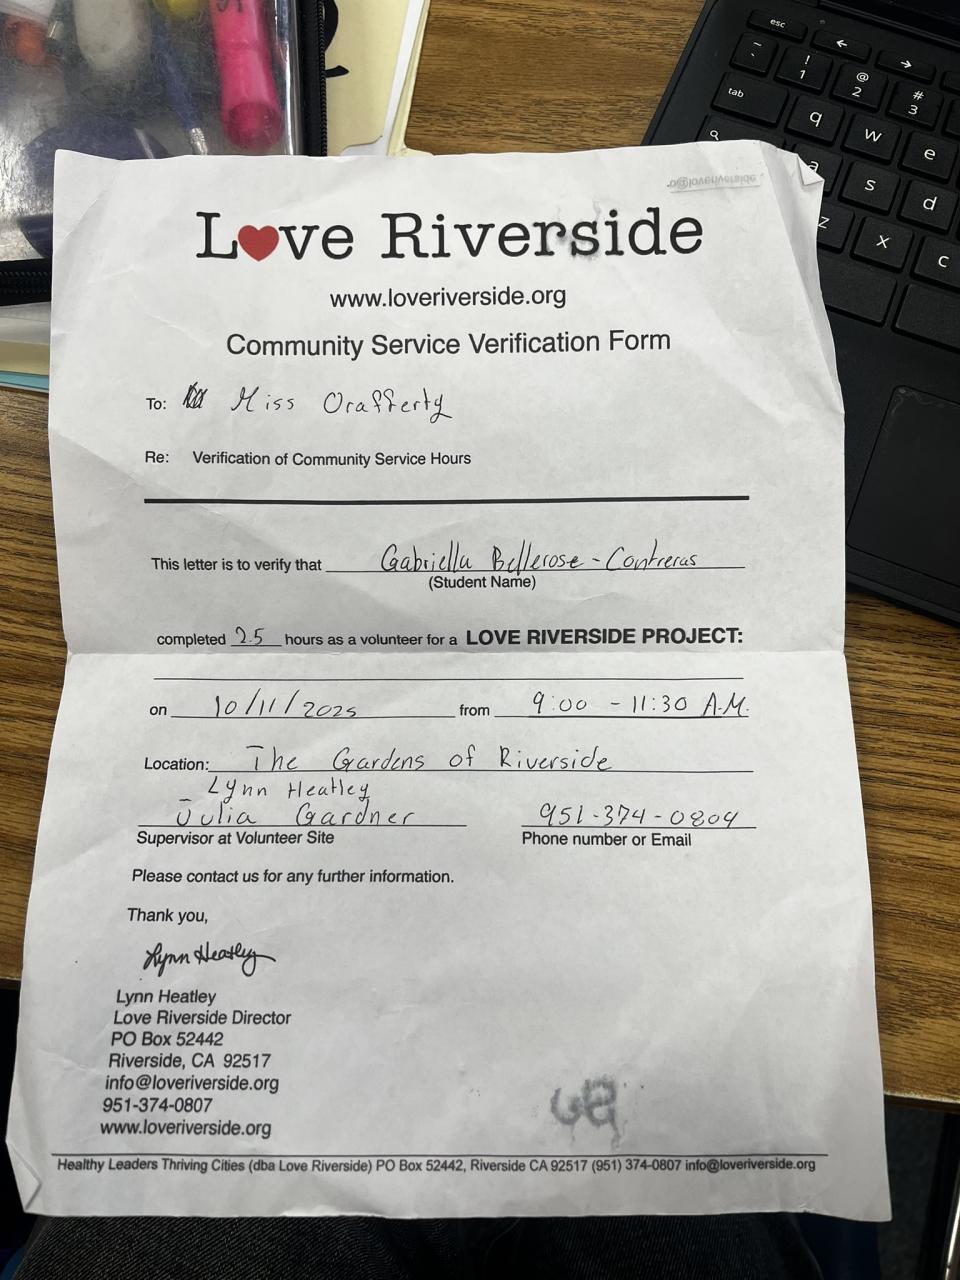 Love Riverside
www.loveriverside.org
Community Service Verification Form
To: Miss Orafferty
Re: Verification of Community Service Hours
This letter is to verify that Gabriella Bellerose-Contreras
(Student Name)
completed 2.5 hours as a volunteer for a LOVE RIVERSIDE PROJECT:
on 10/11/2025 from 9:00 - 11:30 A.M.
Location: The Gardens of Riverside
Lynn Heatley
Julia Gardner 951-374-0804
Supervisor at Volunteer Site Phone number or Email
Please contact us for any further information.
Thank you,
Lynn Heatley
Lynn Heatley
Love Riverside Director
PO Box 52442
Riverside, CA 92517
info@loveriverside.org
951-374-0807
www.loveriverside.org
Healthy Leaders Thriving Cities (dba Love Riverside) PO Box 52442, Riverside CA 92517 (951) 374-0807 info@loveriverside.org
esc
! 1
@ 2
# 3
tab
q
w
e
a
s
d
z
x
c